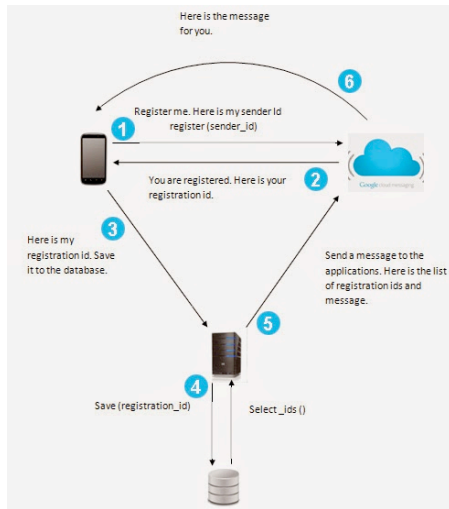 Here is the message
for you.
6
Register me. Here is my sender Id
register (sender_id)
1
You are registered. Here is your
registration id.
2
Google cloud messaging
3
Here is my
registration id. Save
it to the database.
Send a message to the
applications. Here is the list
of registration ids and
message.
5
4
Save (registration_id)
Select _ids ()